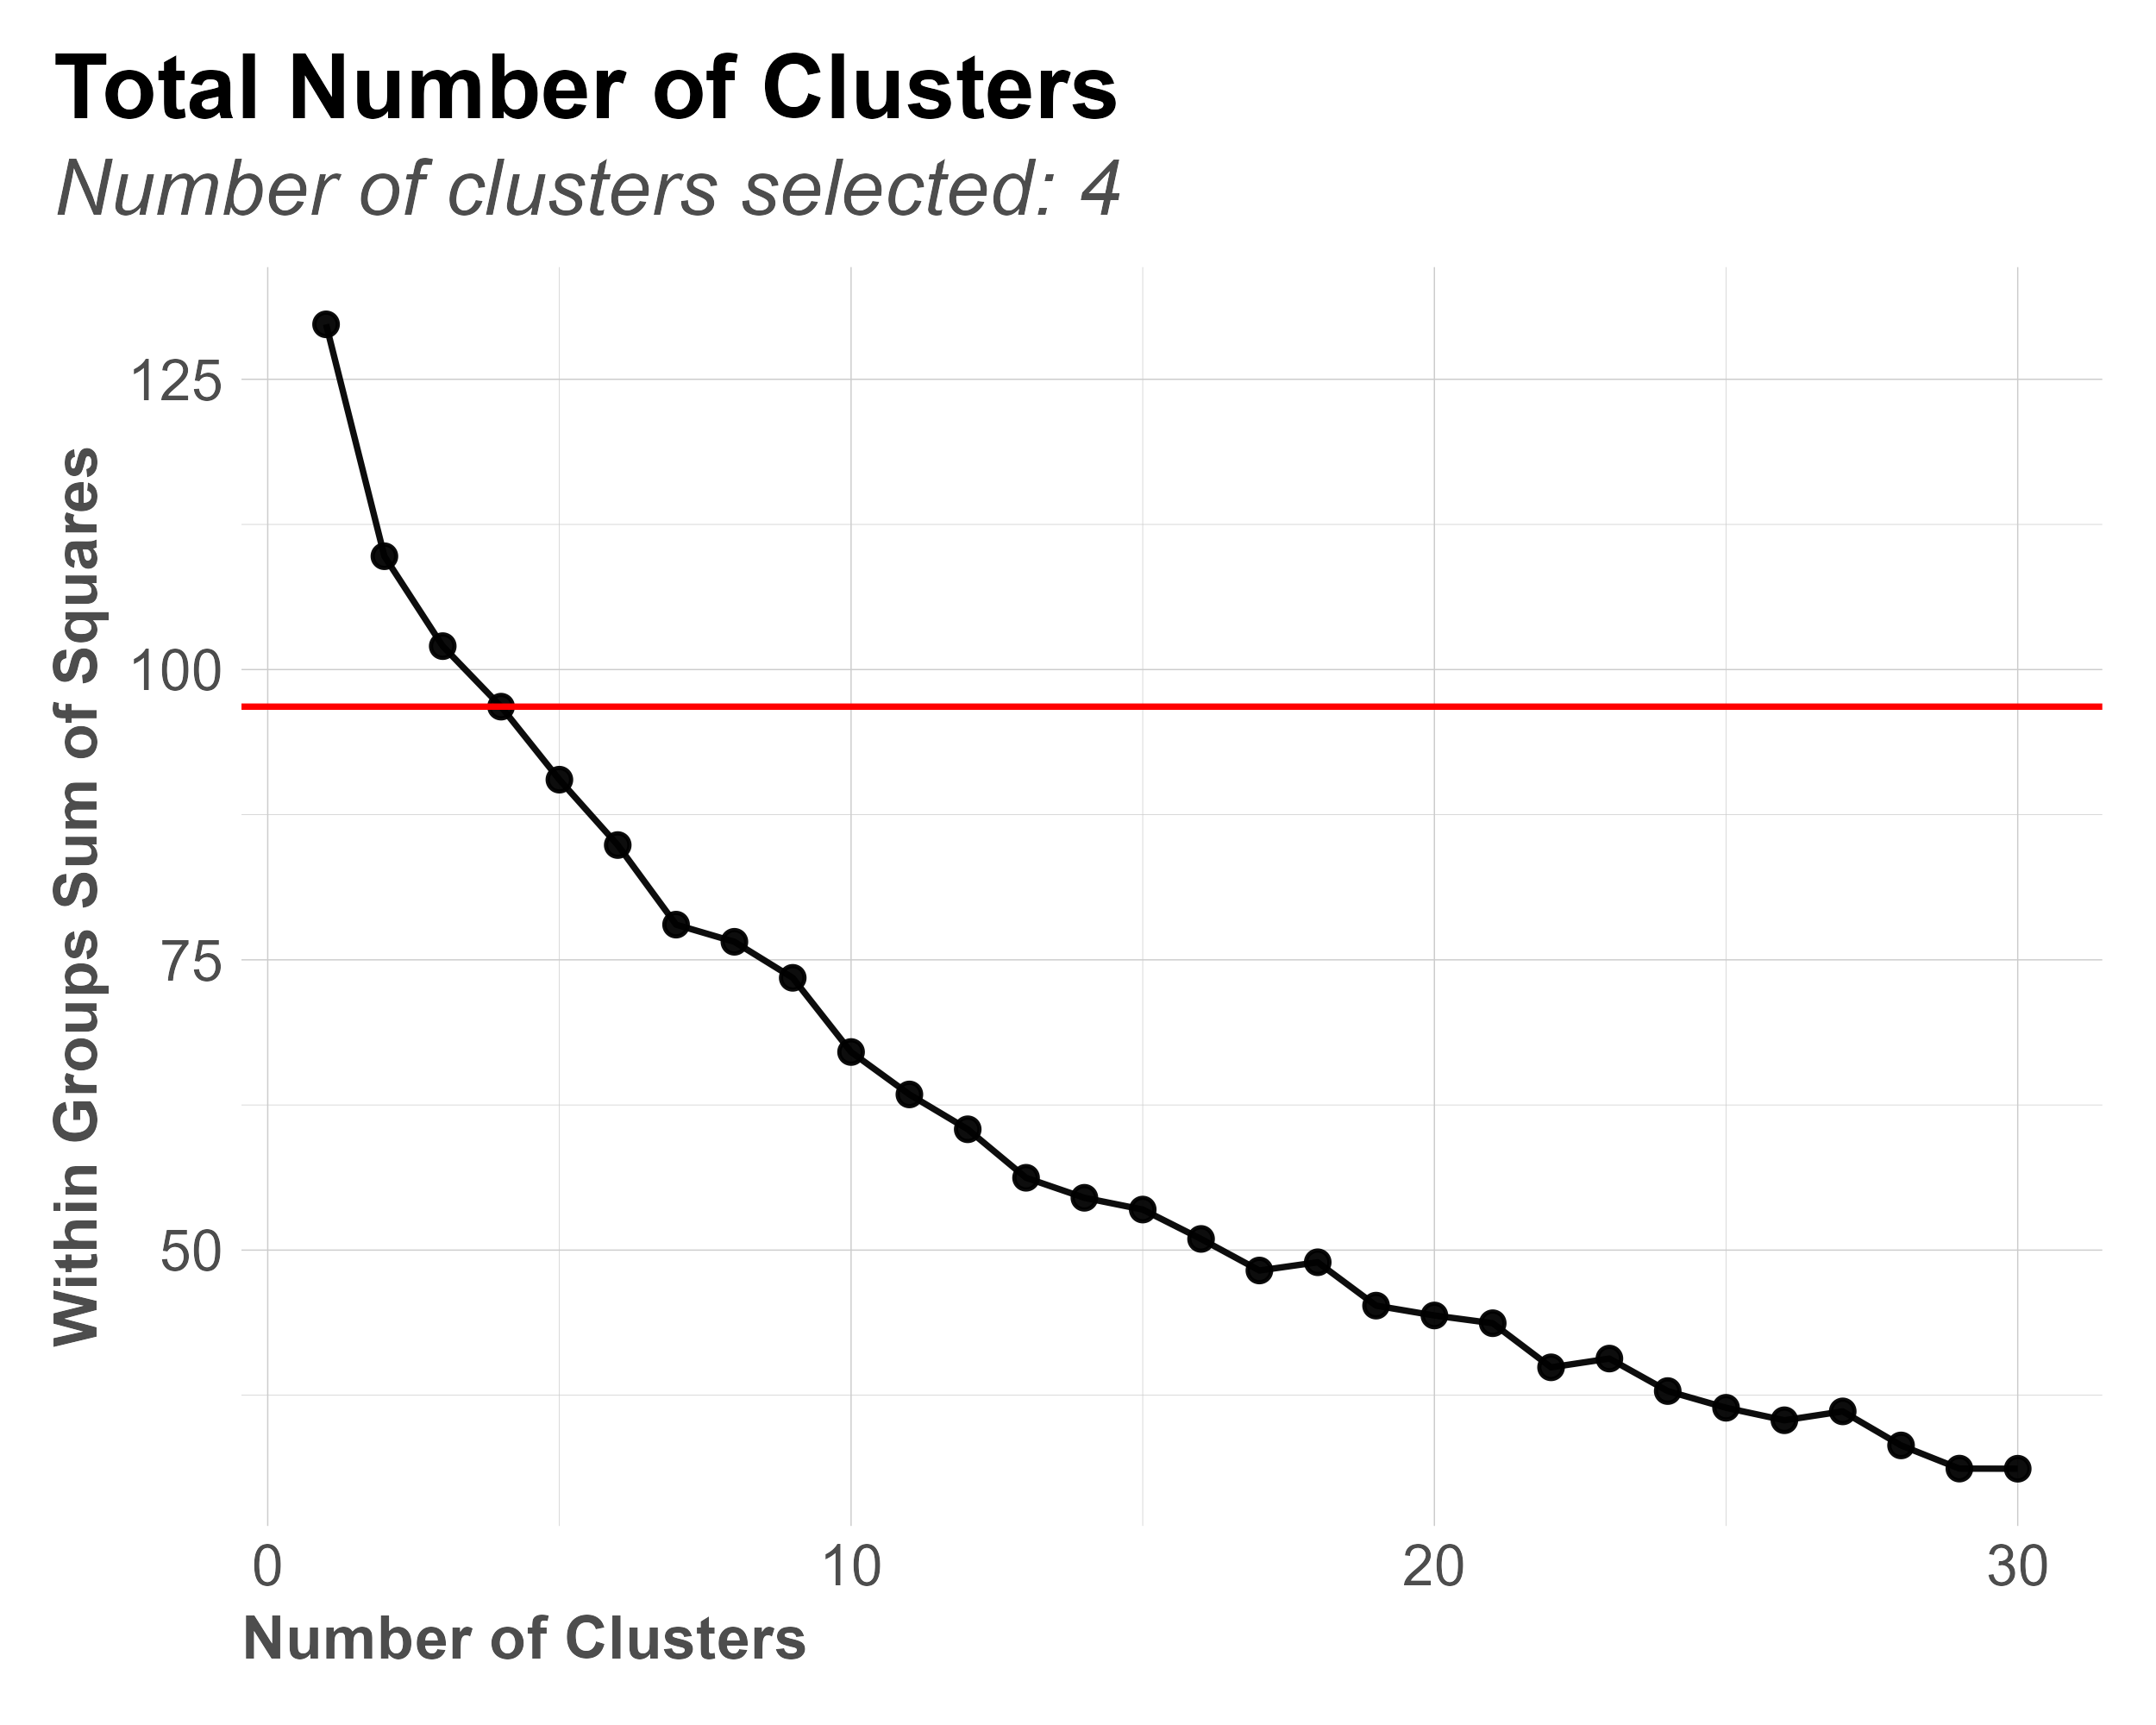 Total Number of Clusters
Number of clusters selected: 4
Within Groups Sum of Squares
125
100
75
50
0
10
20
30
Number of Clusters